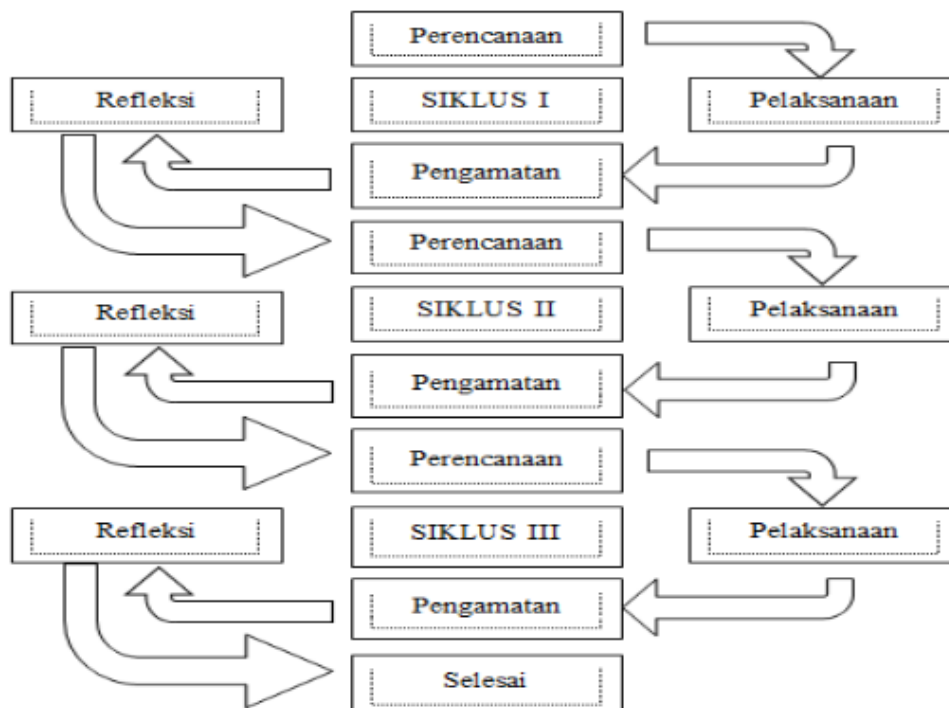 Perencanaan
Refleksi
SIKLUS I
Pelaksanaan
Pengamatan
Perencanaan
Refleksi
SIKLUS II
Pelaksanaan
Pengamatan
Perencanaan
Refleksi
SIKLUS III
Pelaksanaan
Pengamatan
Selesai